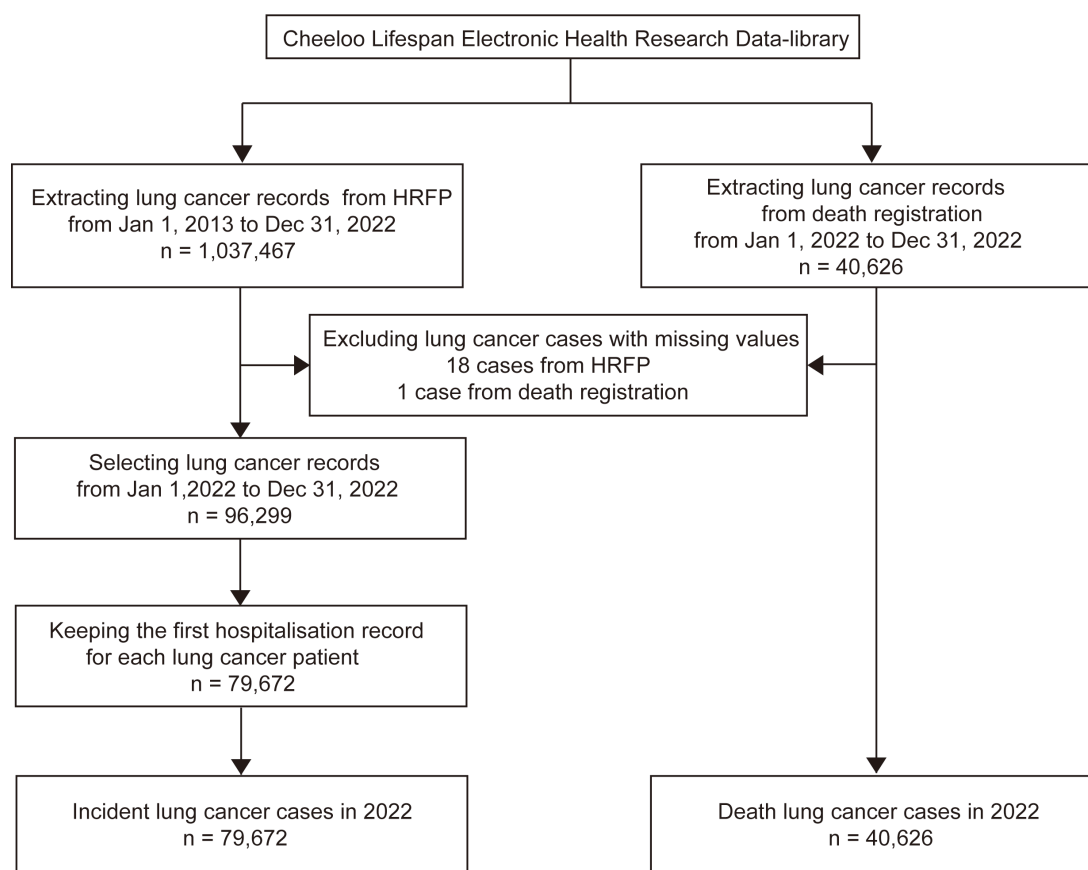 Cheeloo Lifespan Electronic Health Research Data-library
Extracting lung cancer records from HRFP
from Jan 1, 2013 to Dec 31, 2022
n = 1,037,467
Extracting lung cancer records
from death registration
from Jan 1, 2022 to Dec 31, 2022
n = 40,626
Excluding lung cancer cases with missing values
18 cases from HRFP
1 case from death registration
Selecting lung cancer records
from Jan 1,2022 to Dec 31, 2022
n = 96,299
Keeping the first hospitalisation record
for each lung cancer patient
n = 79,672
Incident lung cancer cases in 2022
n = 79,672
Death lung cancer cases in 2022
n = 40,626